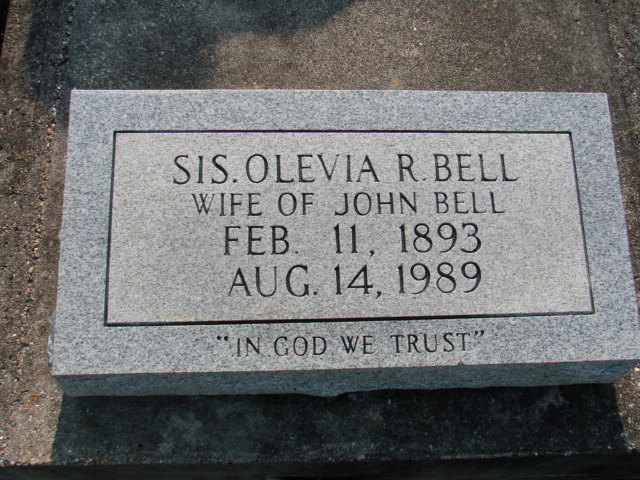 SIS. OLEVIA R. BELL
WIFE OF JOHN BELL
FEB. 11, 1893
AUG. 14, 1989
"IN GOD WE TRUST"